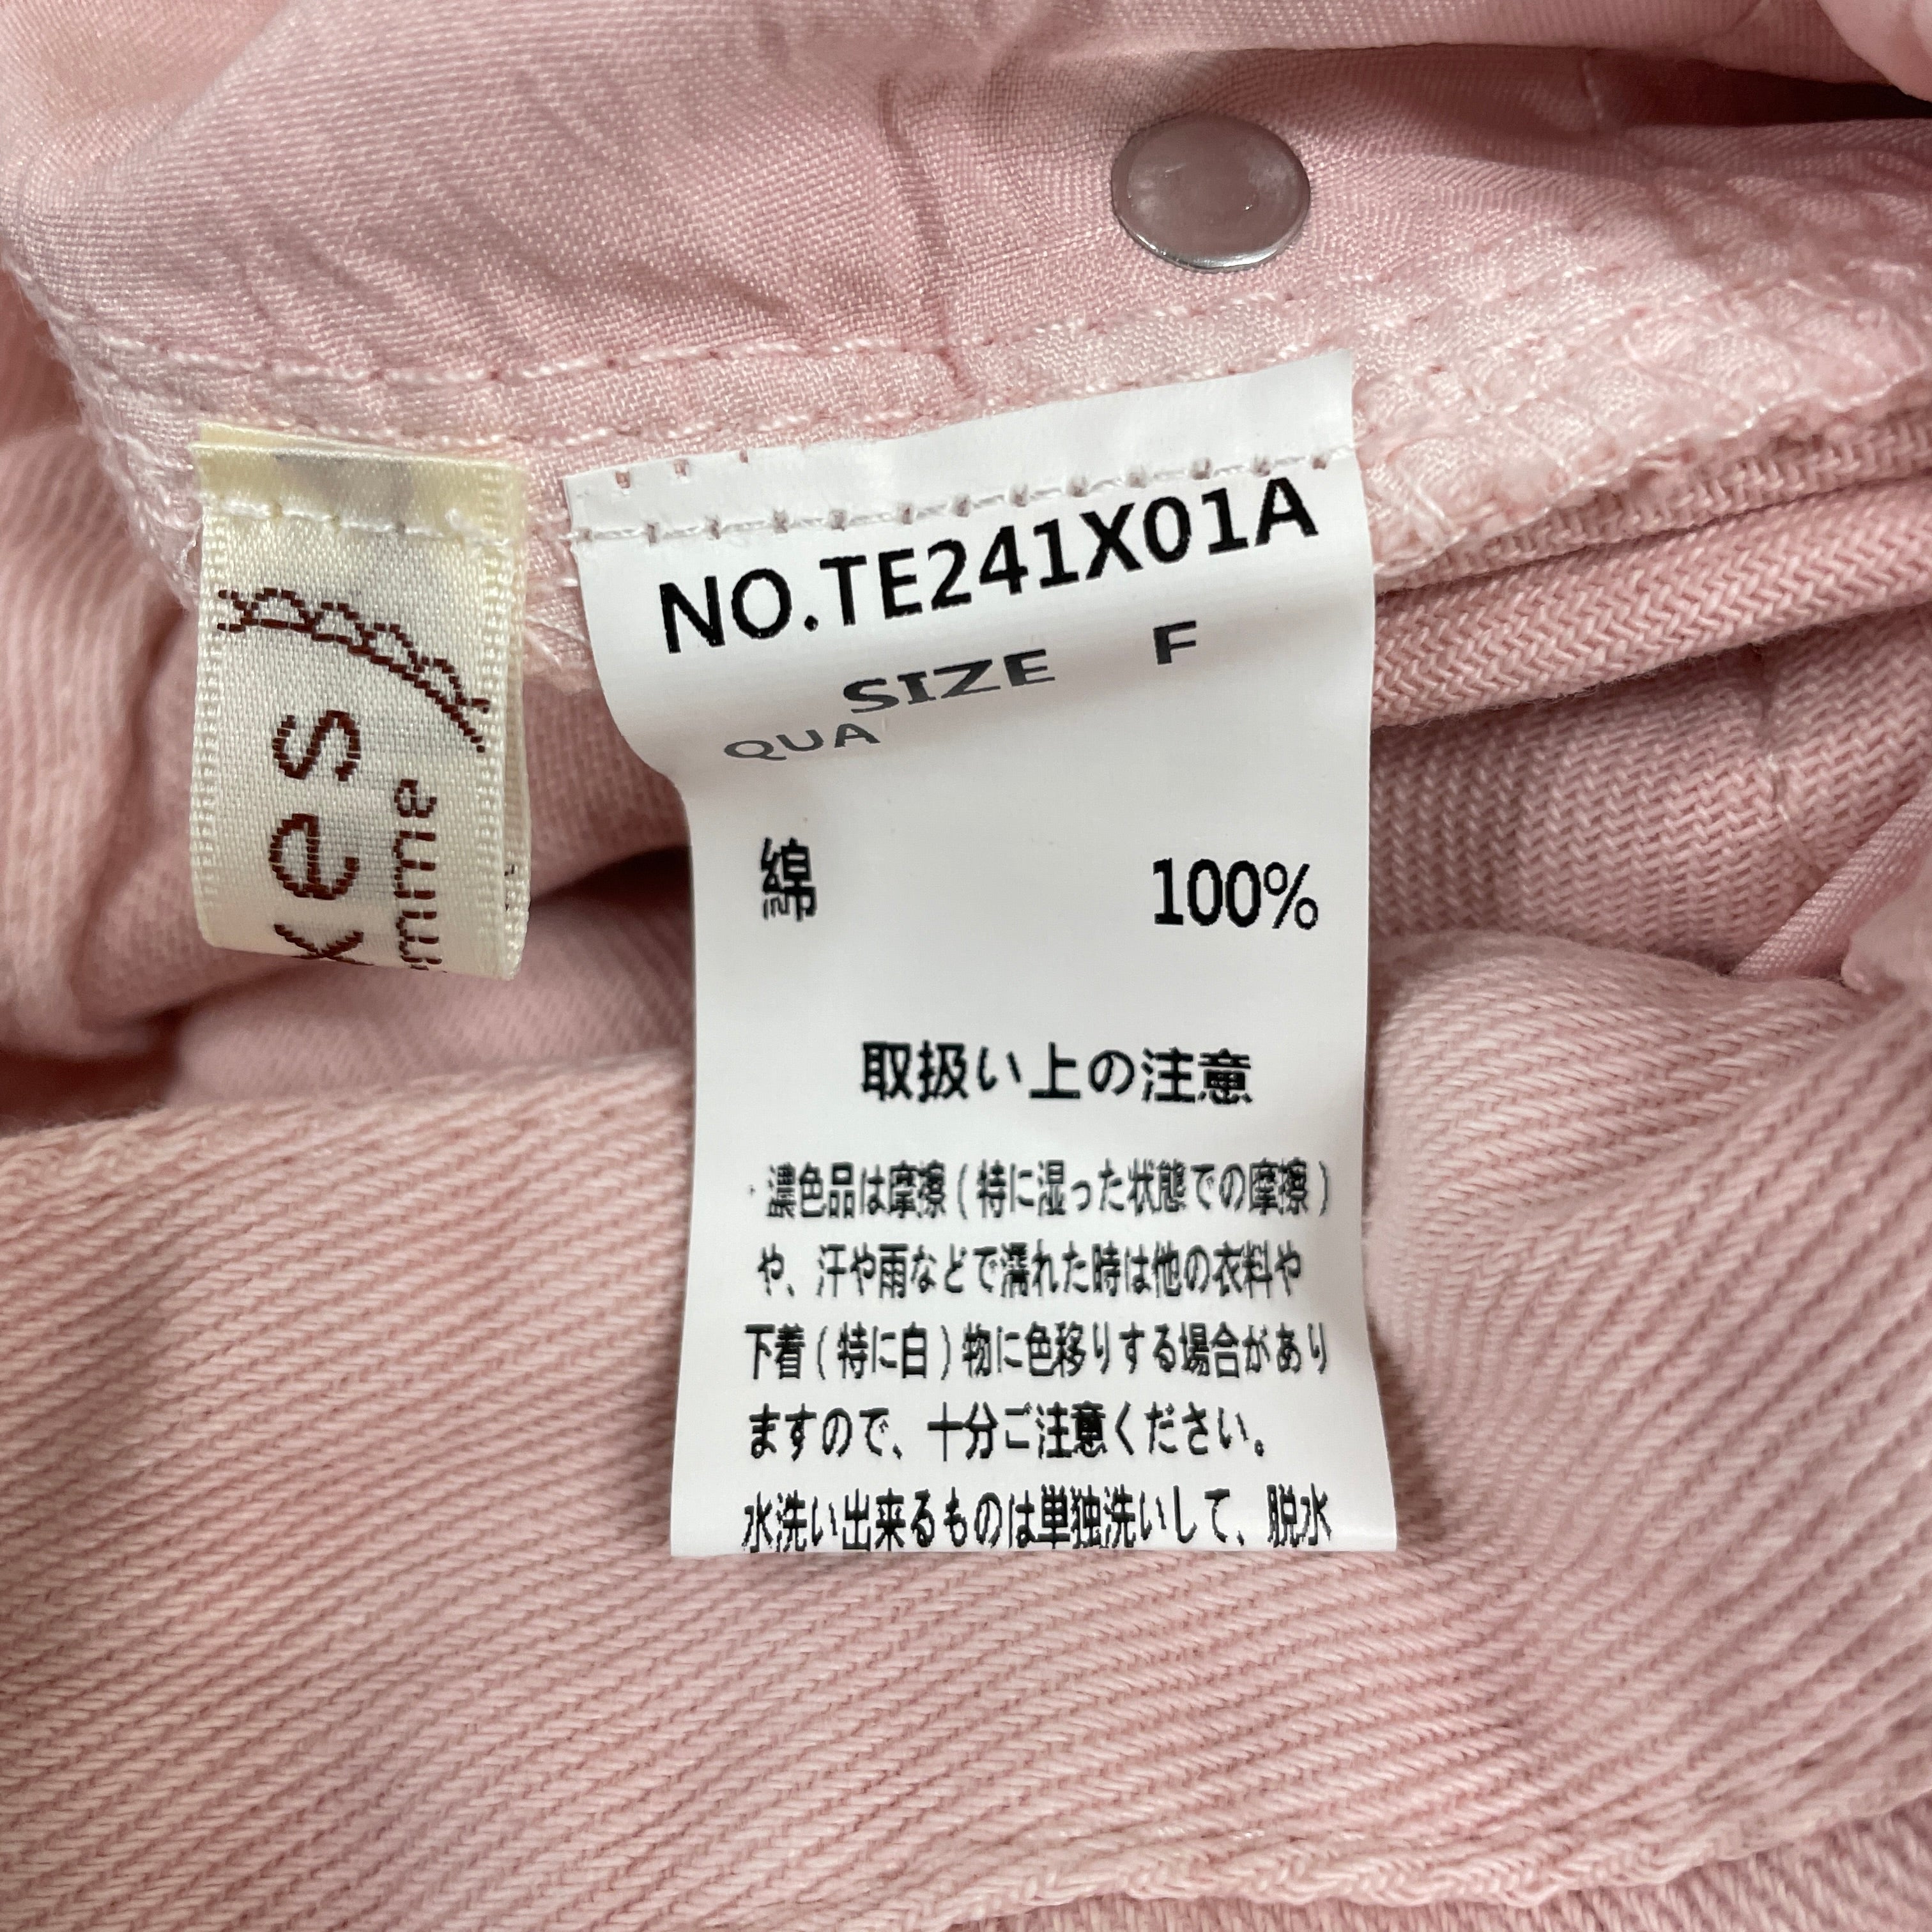 xes
mme
NO.TE241X01A
SIZE F
QUA
綿 100%
取扱い上の注意
・濃色品は摩擦(特に湿った状態での摩擦)
や、汗や雨などで濡れた時は他の衣料や
下着(特に白)物に色移りする場合があり
ますので、十分ご注意ください。
水洗い出来るものは単独洗いして、脱水